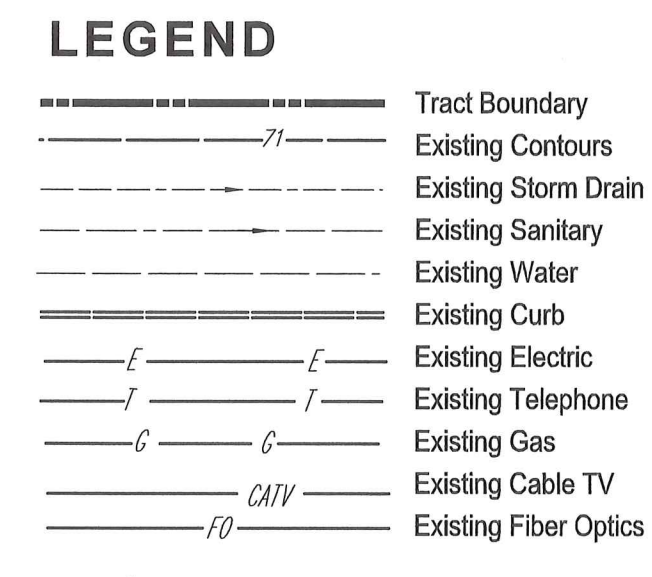 LEGEND
Tract Boundary
71 Existing Contours
Existing Storm Drain
Existing Sanitary
Existing Water
Existing Curb
E E Existing Electric
T T Existing Telephone
G G Existing Gas
CATV Existing Cable TV
FO Existing Fiber Optics